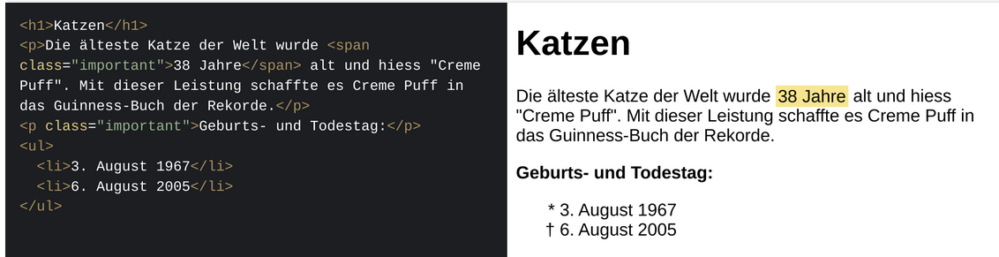 <h1>Katzen</h1>
<p>Die älteste Katze der Welt wurde <span
class="important">38 Jahre</span> alt und hiess "Creme
Puff". Mit dieser Leistung schaffte es Creme Puff in
das Guinness-Buch der Rekorde.</p>
<p class="important">Geburts- und Todestag:</p>
<ul>
  <li>3. August 1967</li>
  <li>6. August 2005</li>
</ul>
Katzen
Die älteste Katze der Welt wurde 38 Jahre alt und hiess
"Creme Puff". Mit dieser Leistung schaffte es Creme Puff in
das Guinness-Buch der Rekorde.
Geburts- und Todestag:
* 3. August 1967
† 6. August 2005